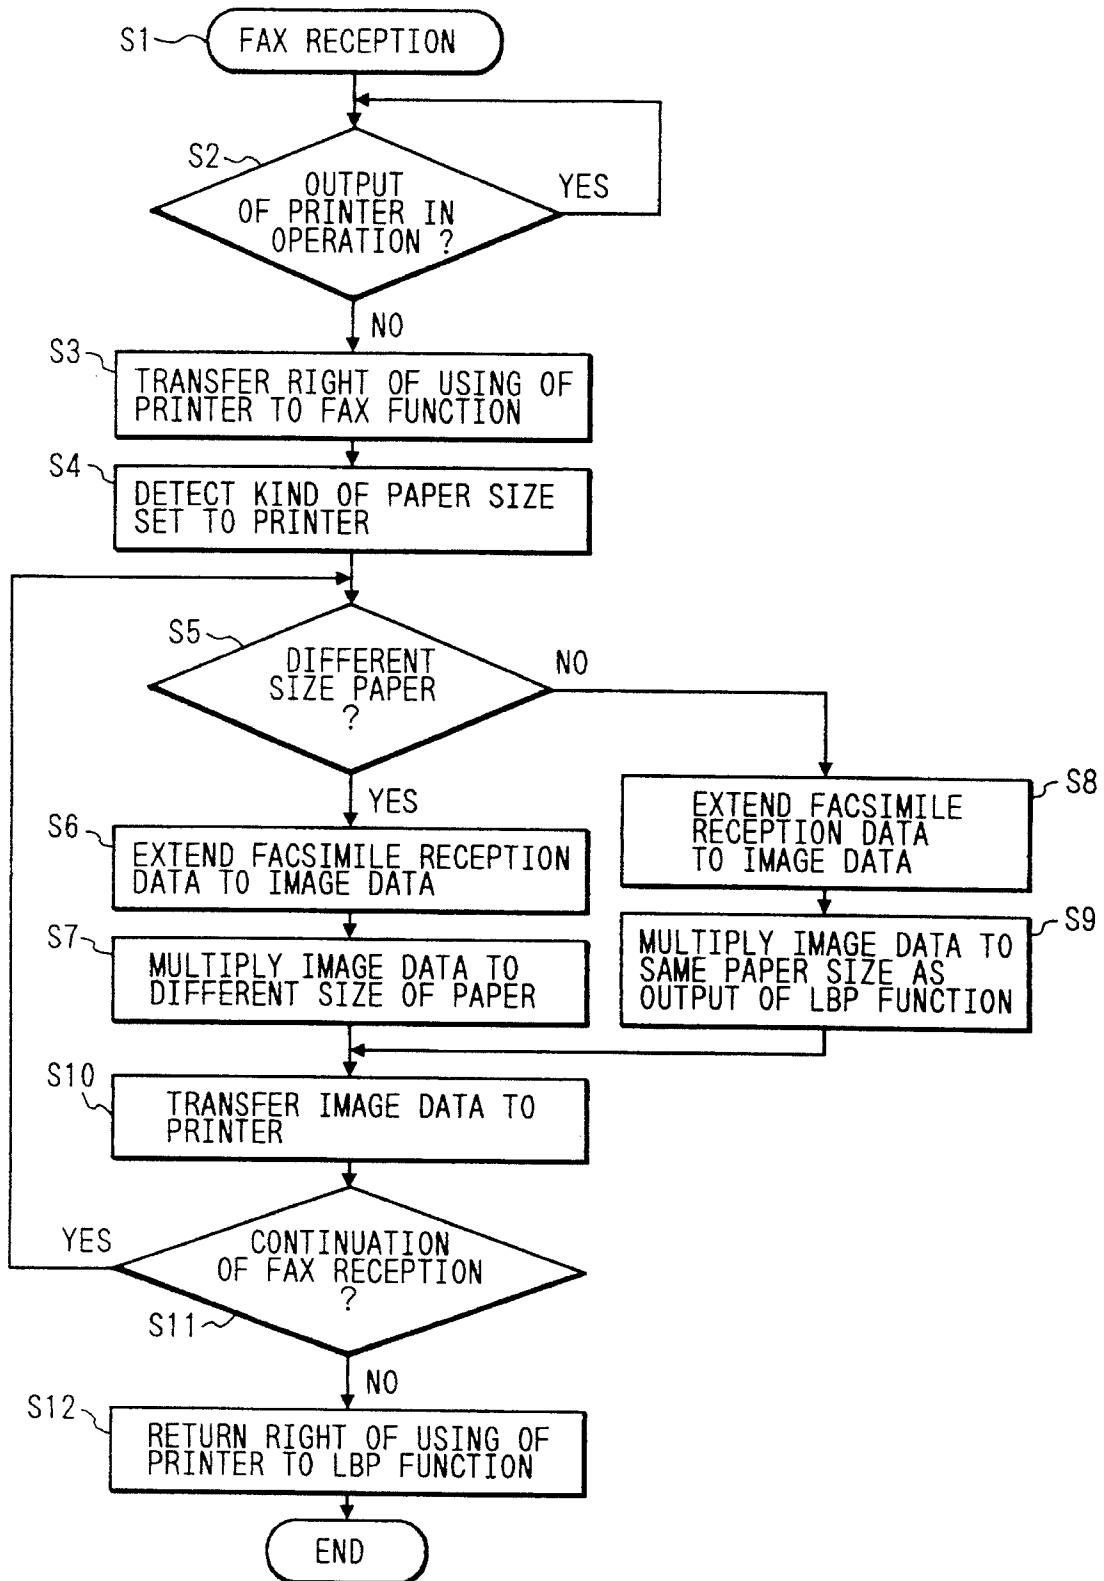 S1
FAX RECEPTION
S2
OUTPUT
OF PRINTER IN
OPERATION ?
YES
NO
S3
TRANSFER RIGHT OF USING OF
PRINTER TO FAX FUNCTION
S4
DETECT KIND OF PAPER SIZE
SET TO PRINTER
S5
DIFFERENT
SIZE PAPER
?
NO
YES
S6
EXTEND FACSIMILE RECEPTION
DATA TO IMAGE DATA
S7
MULTIPLY IMAGE DATA TO
DIFFERENT SIZE OF PAPER
S8
EXTEND FACSIMILE
RECEPTION DATA
TO IMAGE DATA
S9
MULTIPLY IMAGE DATA TO
SAME PAPER SIZE AS
OUTPUT OF LBP FUNCTION
S10
TRANSFER IMAGE DATA TO
PRINTER
YES
CONTINUATION
OF FAX RECEPTION
?
S11
NO
S12
RETURN RIGHT OF USING OF
PRINTER TO LBP FUNCTION
END